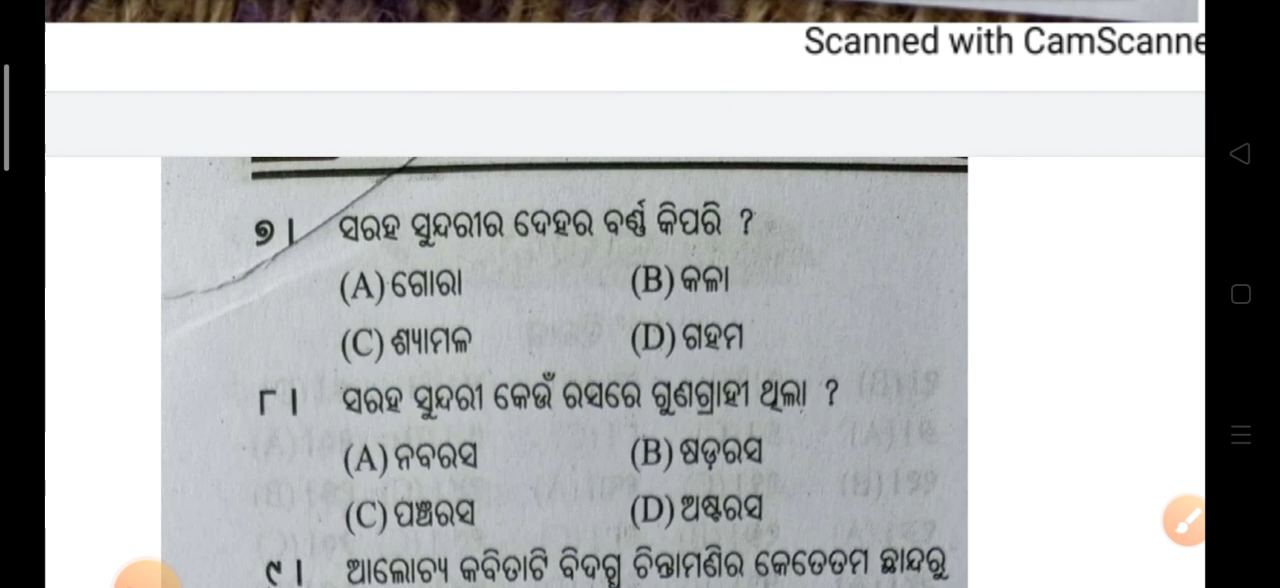 Scanned with CamScanne
୭। ସରହ ସୁନ୍ଦରୀର ଦେହର ବର୍ଣ୍ଣ କିପରି ?
(A) ଗୋରା (B) କଳା
(C) ଶ୍ୟାମଳ (D) ଗହମ
୮। ସରହ ସୁନ୍ଦରୀ କେଉଁ ରସରେ ଗୁଣଗ୍ରାହୀ ଥିଲା ?
(A) ନବରସ (B) ଷଡ଼ରସ
(C) ପଞ୍ଚରସ (D) ଅଷ୍ଟରସ
୯। ଆଲୋଚ୍ୟ କବିତାଟି ବିଦଗ୍ଧ ଚିନ୍ତାମଣିର କେତେତମ ଛାନ୍ଦରୁ